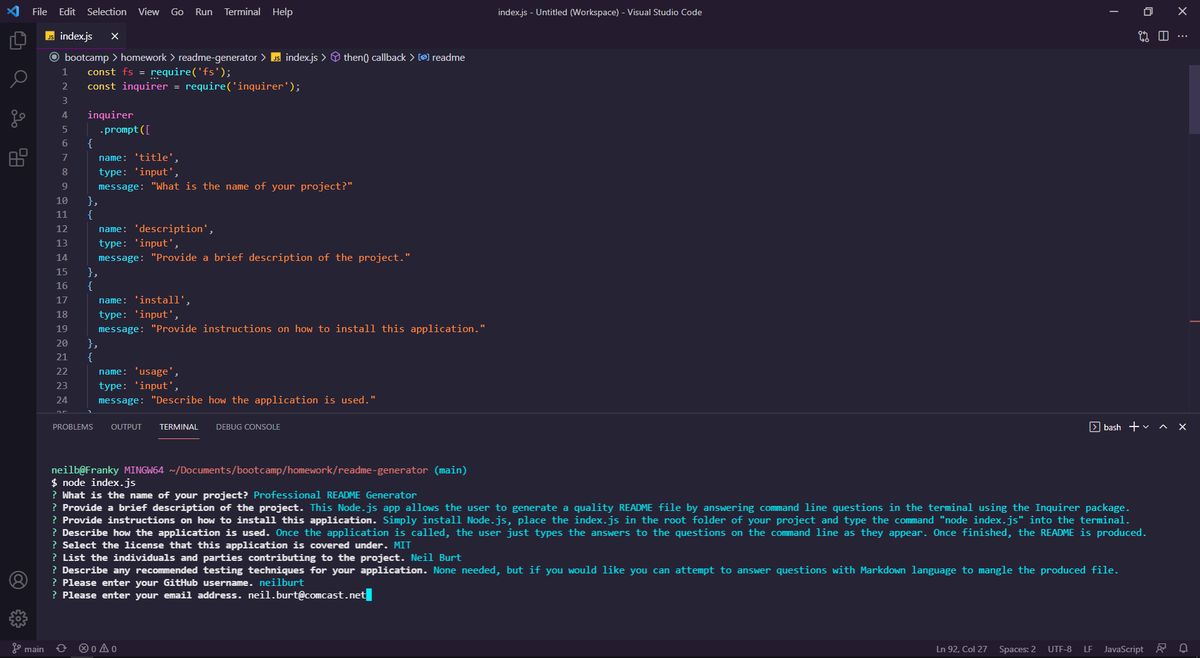 File Edit Selection View Go Run Terminal Help index.js - Untitled (Workspace) - Visual Studio Code
JS index.js
bootcamp > homework > readme-generator > JS index.js > then() callback > readme
1 const fs = require('fs');
2 const inquirer = require('inquirer');
3
4 inquirer
5 .prompt([
6 {
7 name: 'title',
8 type: 'input',
9 message: "What is the name of your project?"
10 },
11 {
12 name: 'description',
13 type: 'input',
14 message: "Provide a brief description of the project."
15 },
16 {
17 name: 'install',
18 type: 'input',
19 message: "Provide instructions on how to install this application."
20 },
21 {
22 name: 'usage',
23 type: 'input',
24 message: "Describe how the application is used."
PROBLEMS OUTPUT TERMINAL DEBUG CONSOLE bash
neilb@Franky MINGW64 ~/Documents/bootcamp/homework/readme-generator (main)
$ node index.js
? What is the name of your project? Professional README Generator
? Provide a brief description of the project. This Node.js app allows the user to generate a quality README file by answering command line questions in the terminal using the Inquirer package.
? Provide instructions on how to install this application. Simply install Node.js, place the index.js in the root folder of your project and type the command "node index.js" into the terminal.
? Describe how the application is used. Once the application is called, the user just types the answers to the questions on the command line as they appear. Once finished, the README is produced.
? Select the license that this application is covered under. MIT
? List the individuals and parties contributing to the project. Neil Burt
? Describe any recommended testing techniques for your application. None needed, but if you would like you can attempt to answer questions with Markdown language to mangle the produced file.
? Please enter your GitHub username. neilburt
? Please enter your email address. neil.burt@comcast.net
main 0 0 Ln 92, Col 27 Spaces: 2 UTF-8 LF JavaScript